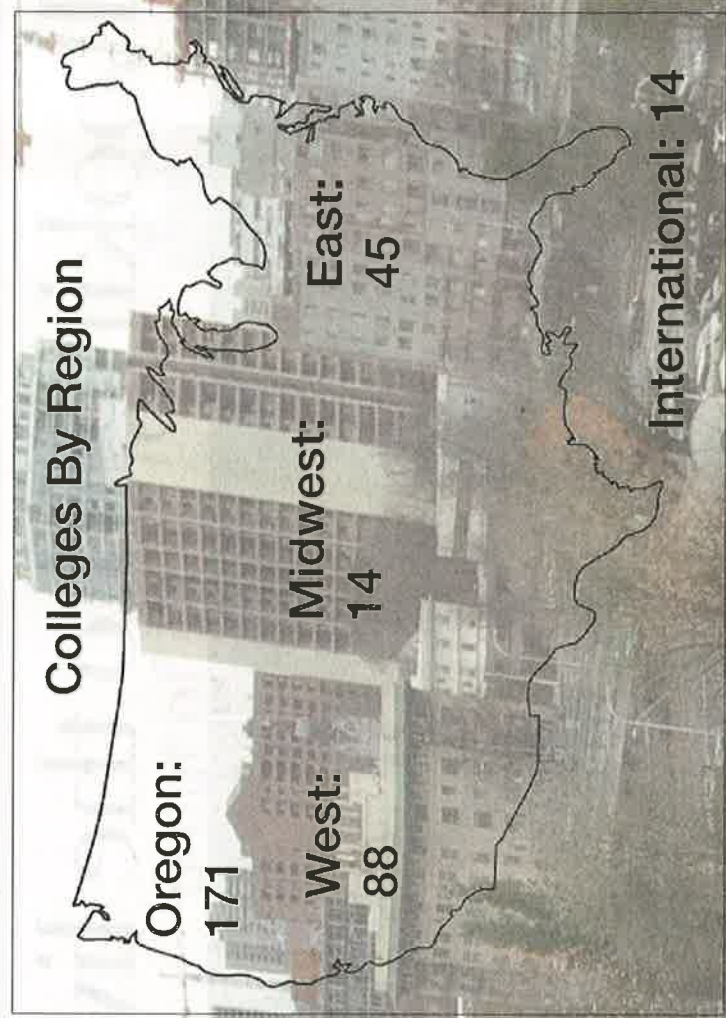 Colleges By Region
Oregon:
171
West:
88
Midwest:
14
East:
45
International: 14